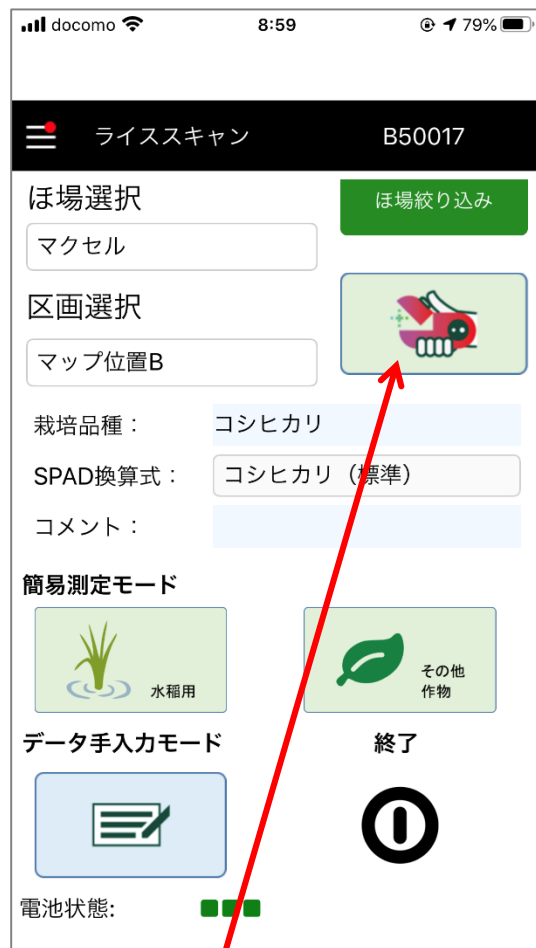 docomo 8:59 79%
ライススキャン B50017
ほ場選択 ほ場絞り込み
マクセル
区画選択
マップ位置B
栽培品種： コシヒカリ
SPAD換算式： コシヒカリ（標準）
コメント：
簡易測定モード
水稲用 その他
作物
データ手入力モード 終了
電池状態: